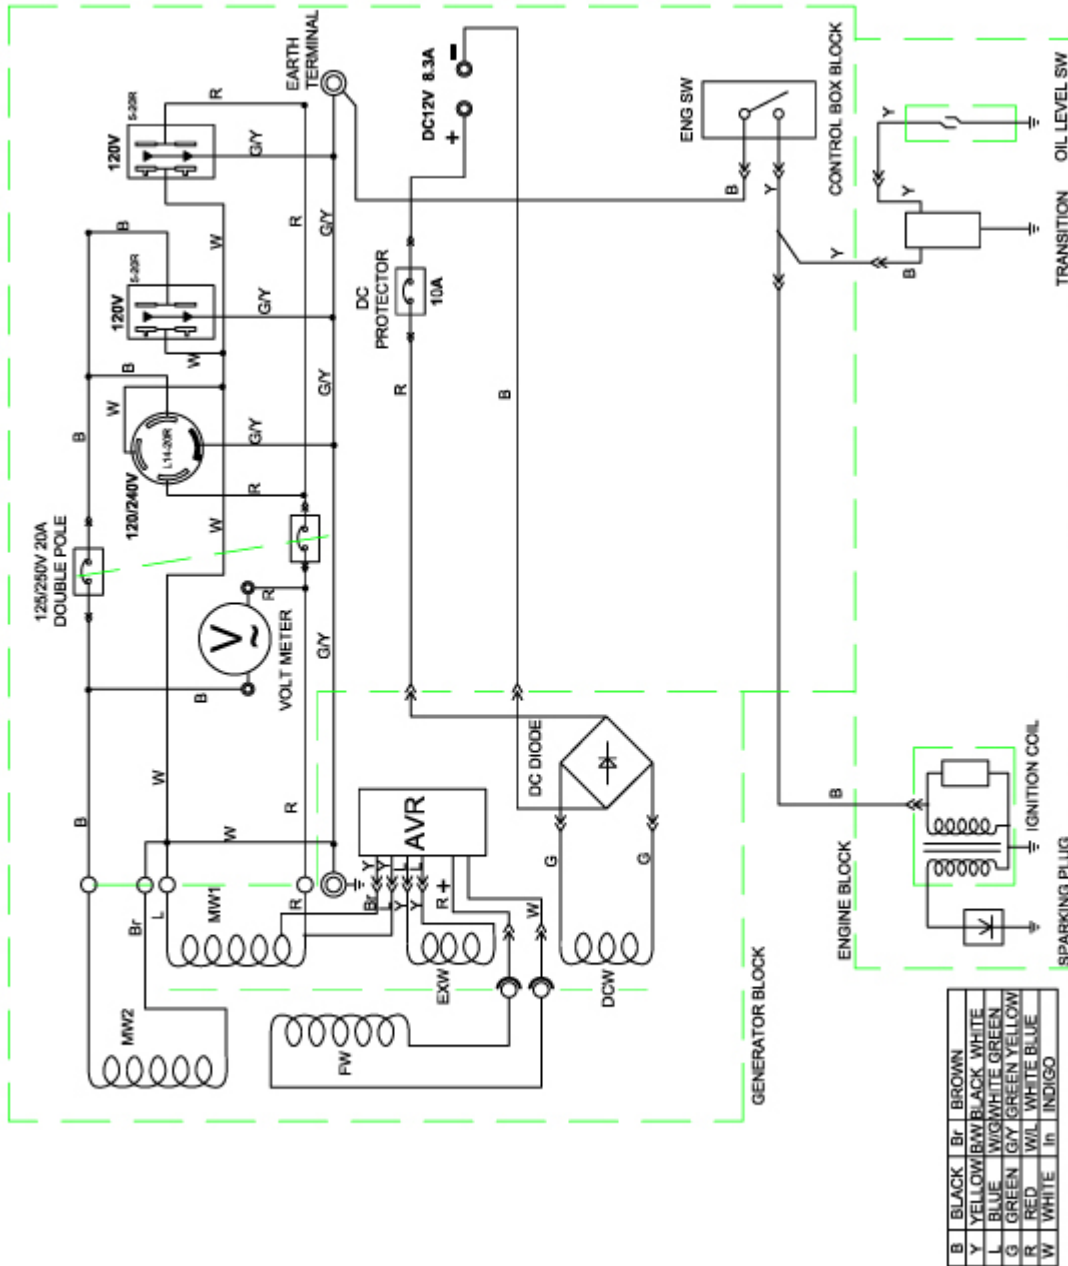 125/250V 20A
DOUBLE POLE
B
B
B
B
B
B
120/240V
L14-20R
120V
5-20R
120V
5-20R
MW2
Br
L
W
W
W
W
W
W
MW1
B
V
~
R
R
R
R
R
R
VOLT METER
W
G/Y
G/Y
G/Y
G/Y
G/Y
G/Y
EARTH
TERMINAL
FW
EXW
Br
L
Y
Y
Y
Y
L
L
R +
W
AVR
DC
PROTECTOR
10A
R
DC12V 8.3A
+
-
B
DCW
G
G
DC DIODE
GENERATOR BLOCK
ENG SW
B
Y
CONTROL BOX BLOCK
B
Y
B
Y
Y
ENGINE BLOCK
IGNITION COIL
SPARKING PLUG
TRANSITION
OIL LEVEL SW
B BLACK Br BROWN
Y YELLOW B/W BLACK WHITE
L BLUE W/G WHITE GREEN
G GREEN G/Y GREEN YELLOW
R RED W/L WHITE BLUE
W WHITE In INDIGO